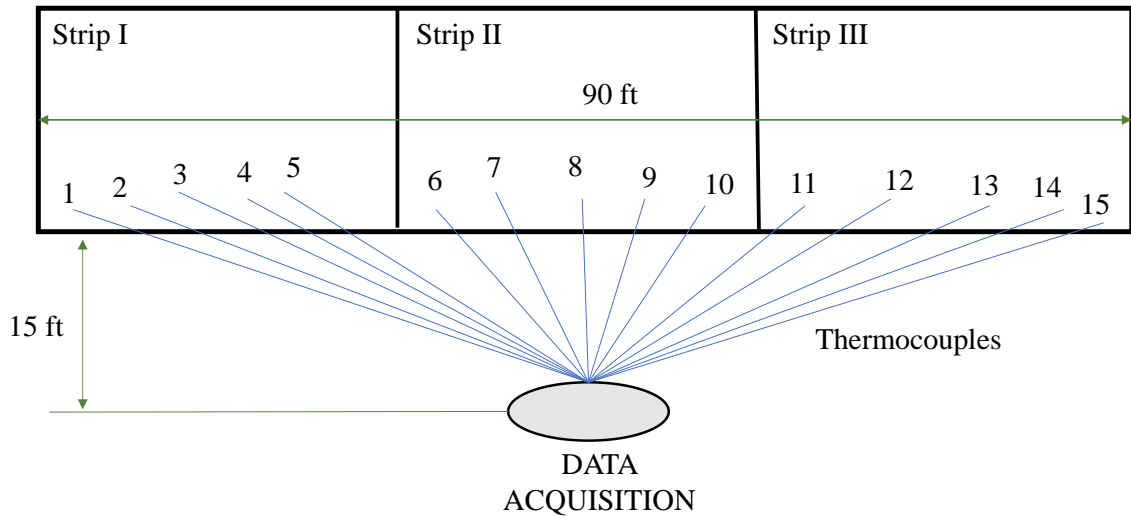 Strip I
Strip II
Strip III
90 ft
1
2
3
4
5
6
7
8
9
10
11
12
13
14
15
15 ft
Thermocouples
DATA
ACQUISITION